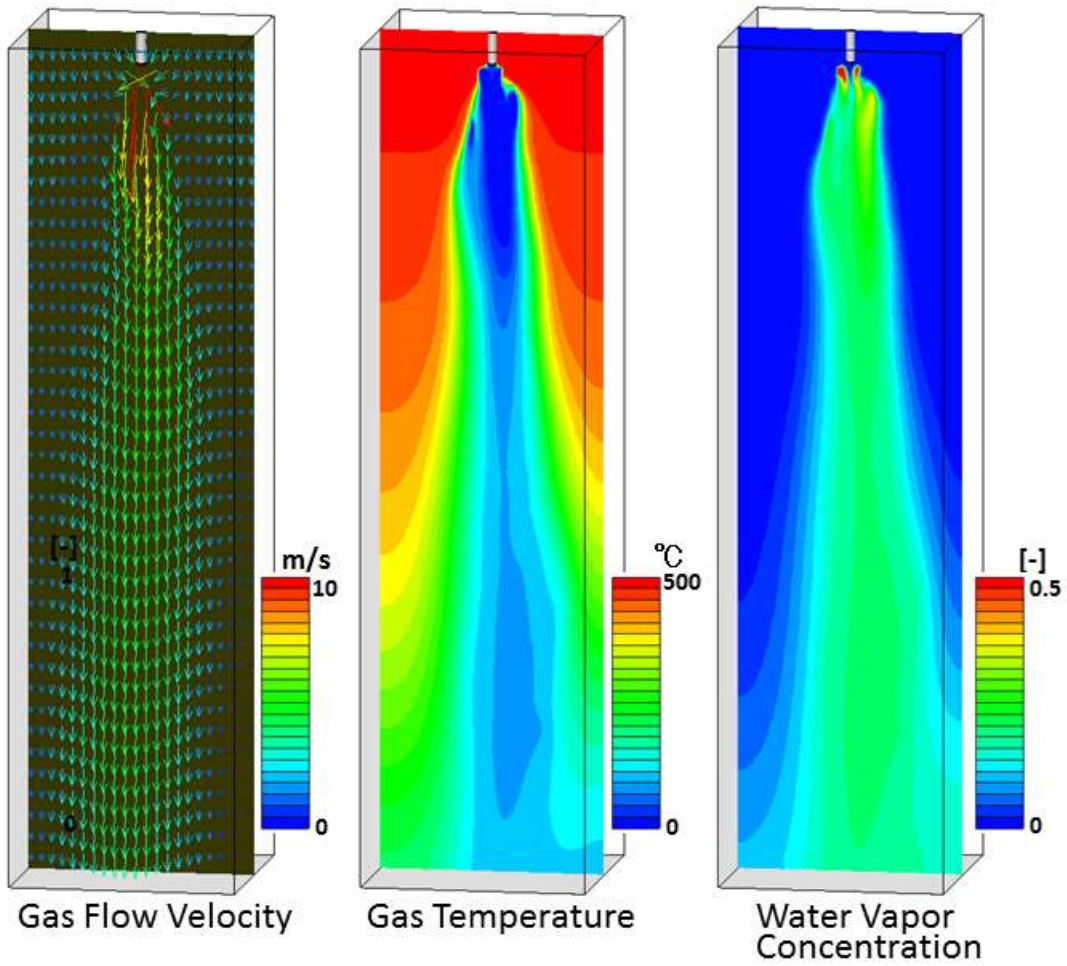 [-]
1
0
m/s
10
0
Gas Flow Velocity
℃
500
0
Gas Temperature
[-]
0.5
0
Water Vapor
Concentration